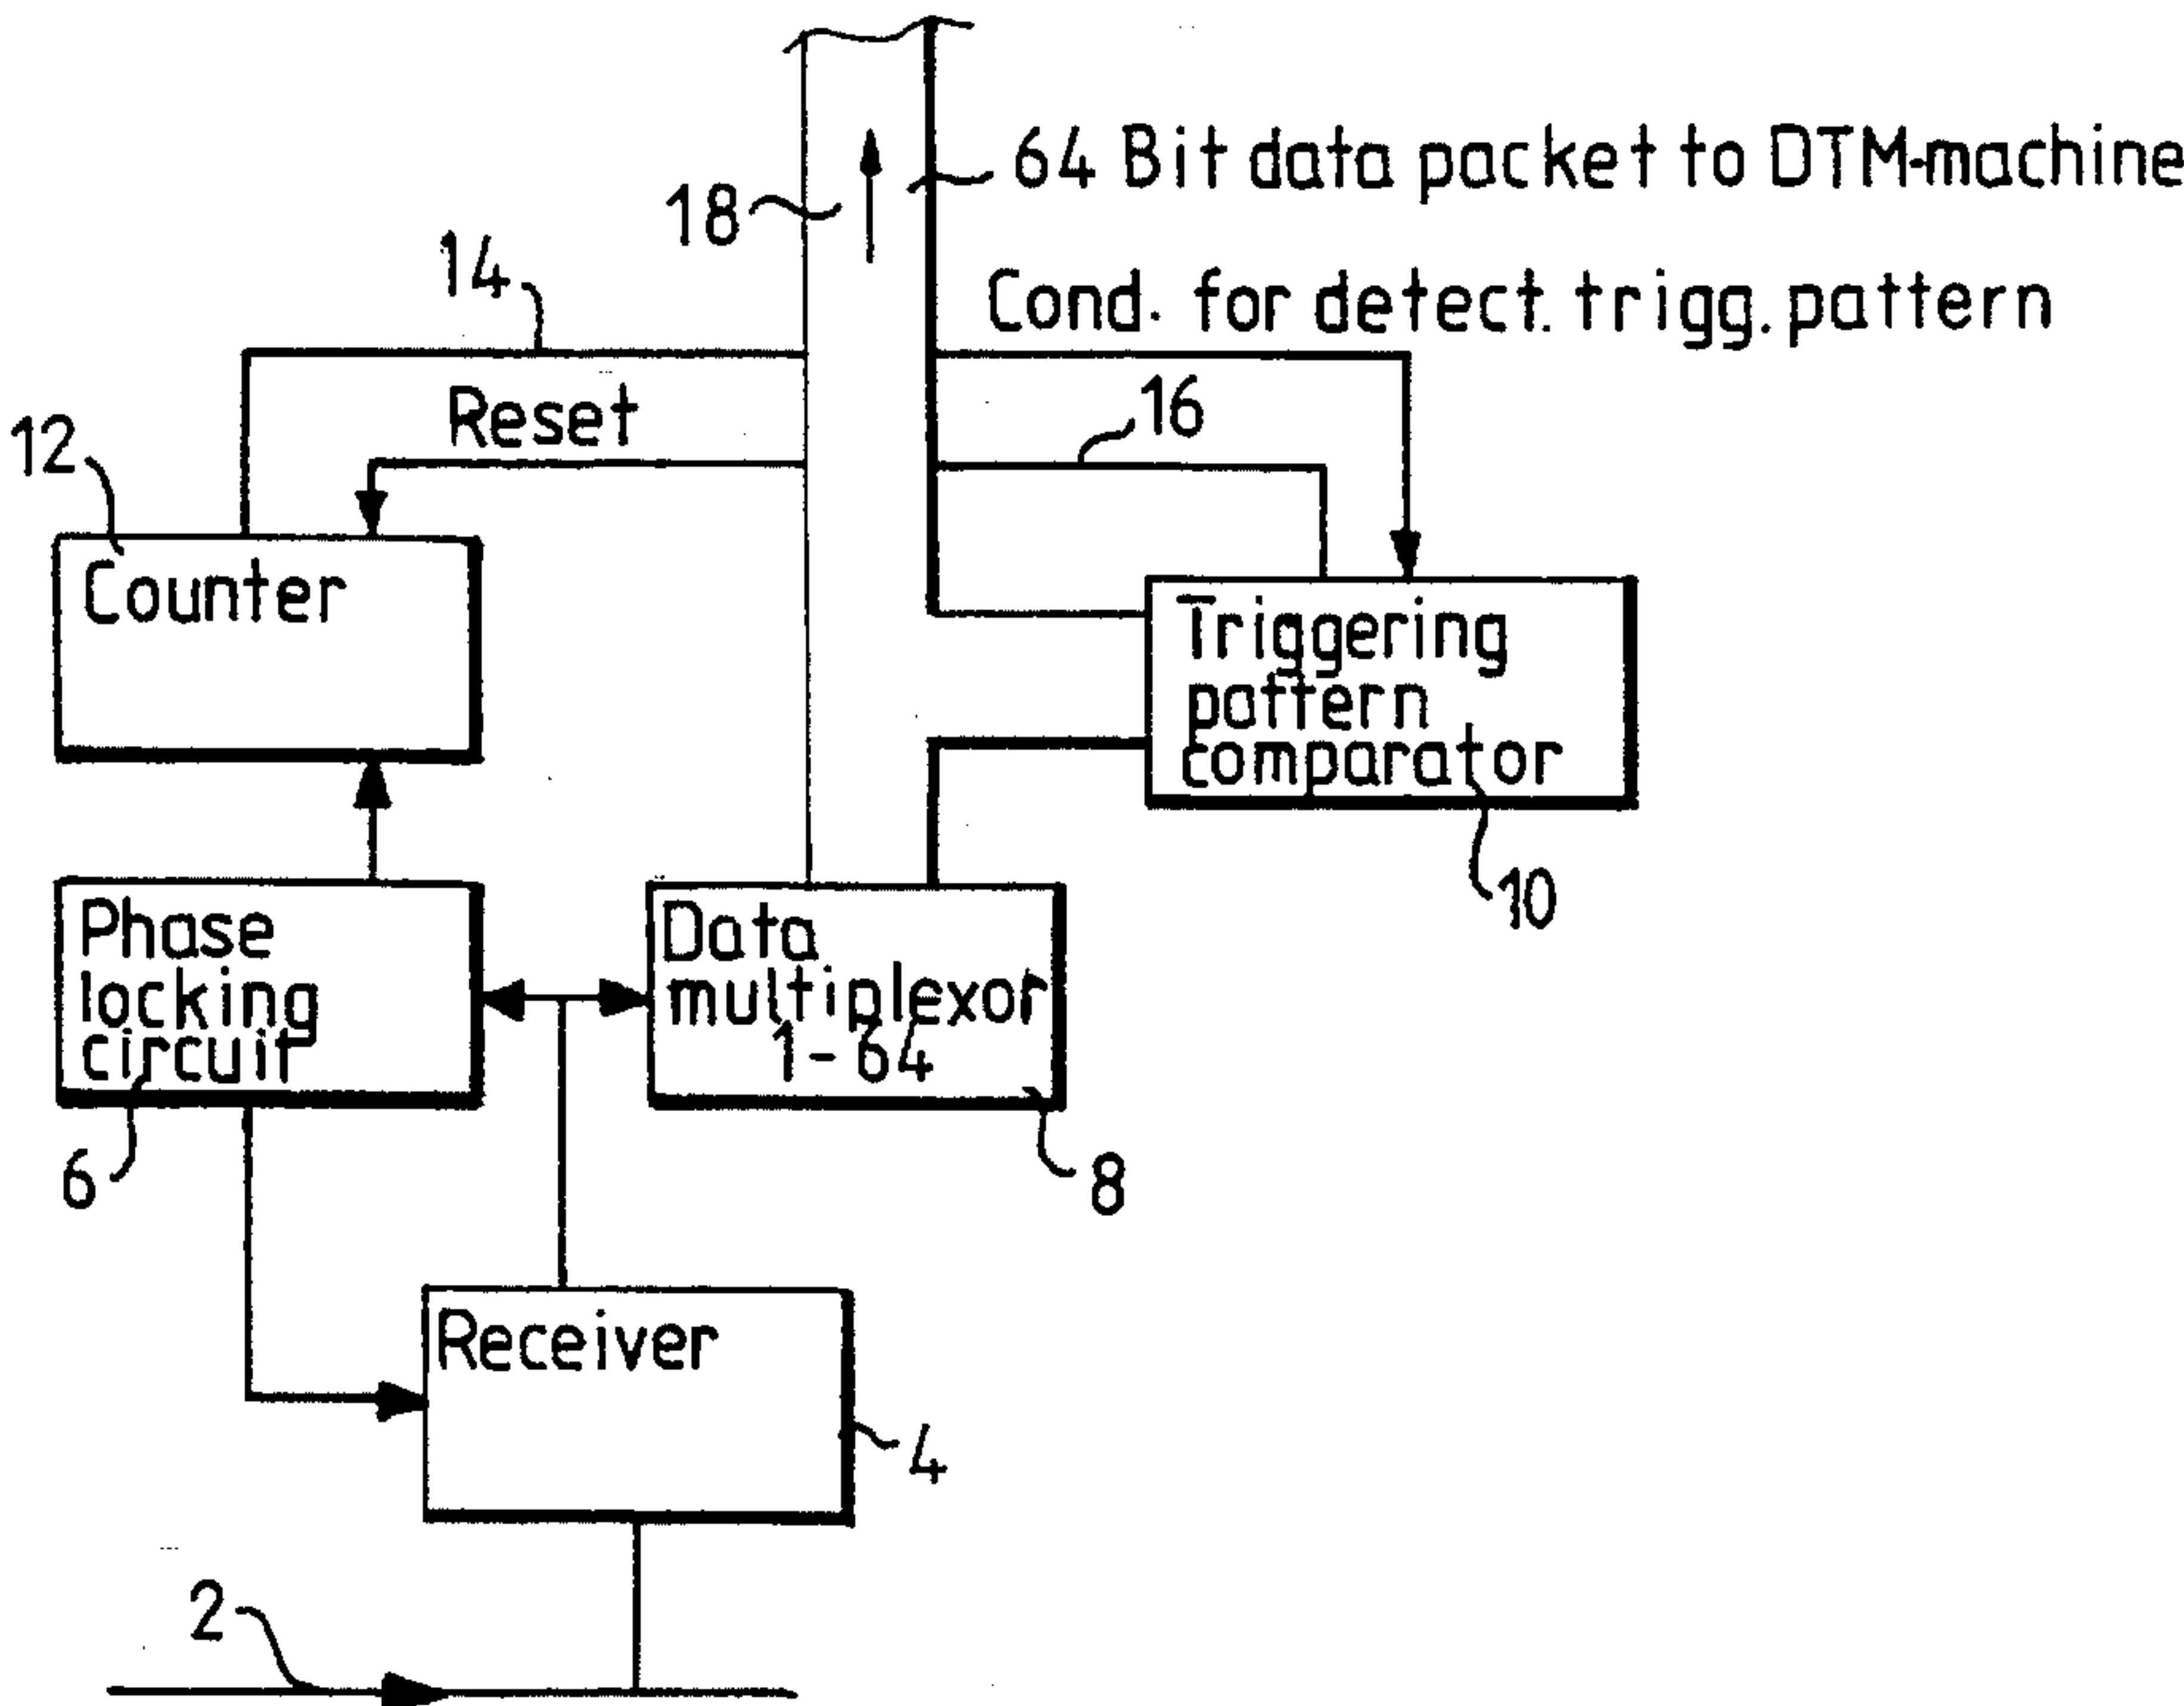 64 Bit data packet to DTM-machine
18
14
Cond. for detect. trigg. pattern
16
Reset
12
Counter
Triggering
pattern
comparator
10
Phase
locking
circuit
Data
multiplexor
1-64
6
8
Receiver
4
2